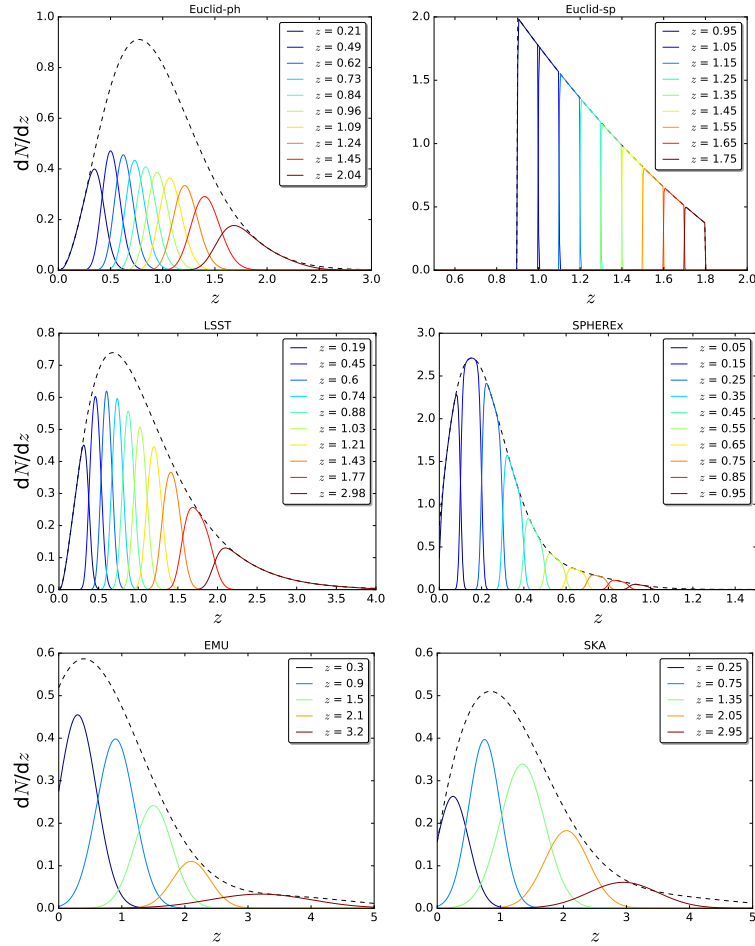 Euclid-ph
dN/dz
1.0
0.8
0.6
0.4
0.2
0.0
0.0 0.5 1.0 1.5 2.0 2.5 3.0
z
z = 0.21
z = 0.49
z = 0.62
z = 0.73
z = 0.84
z = 0.96
z = 1.09
z = 1.24
z = 1.45
z = 2.04
Euclid-sp
2.0
1.5
1.0
0.5
0.0
0.6 0.8 1.0 1.2 1.4 1.6 1.8 2.0
z
z = 0.95
z = 1.05
z = 1.15
z = 1.25
z = 1.35
z = 1.45
z = 1.55
z = 1.65
z = 1.75
LSST
dN/dz
0.8
0.7
0.6
0.5
0.4
0.3
0.2
0.1
0.0
0.0 0.5 1.0 1.5 2.0 2.5 3.0 3.5 4.0
z
z = 0.19
z = 0.45
z = 0.6
z = 0.74
z = 0.88
z = 1.03
z = 1.21
z = 1.43
z = 1.77
z = 2.98
SPHEREx
3.0
2.5
2.0
1.5
1.0
0.5
0.0
0.0 0.2 0.4 0.6 0.8 1.0 1.2 1.4
z
z = 0.05
z = 0.15
z = 0.25
z = 0.35
z = 0.45
z = 0.55
z = 0.65
z = 0.75
z = 0.85
z = 0.95
EMU
dN/dz
0.6
0.5
0.4
0.3
0.2
0.1
0.0
0 1 2 3 4 5
z
z = 0.3
z = 0.9
z = 1.5
z = 2.1
z = 3.2
SKA
0.6
0.5
0.4
0.3
0.2
0.1
0.0
0 1 2 3 4 5
z
z = 0.25
z = 0.75
z = 1.35
z = 2.05
z = 2.95